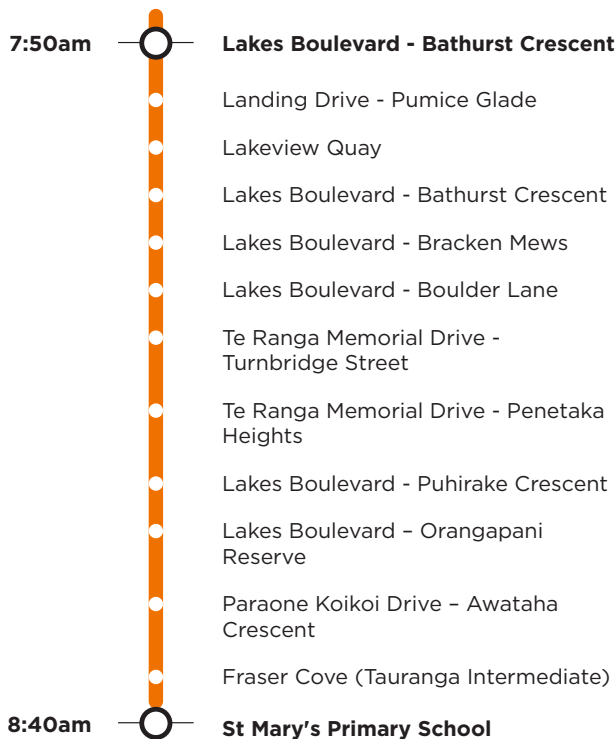 7:50am Lakes Boulevard - Bathurst Crescent
Landing Drive - Pumice Glade
Lakeview Quay
Lakes Boulevard - Bathurst Crescent
Lakes Boulevard - Bracken Mews
Lakes Boulevard - Boulder Lane
Te Ranga Memorial Drive -
Turnbridge Street
Te Ranga Memorial Drive - Penetaka
Heights
Lakes Boulevard - Puhirake Crescent
Lakes Boulevard – Orangapani
Reserve
Paraone Koikoi Drive – Awataha
Crescent
Fraser Cove (Tauranga Intermediate)
8:40am St Mary's Primary School